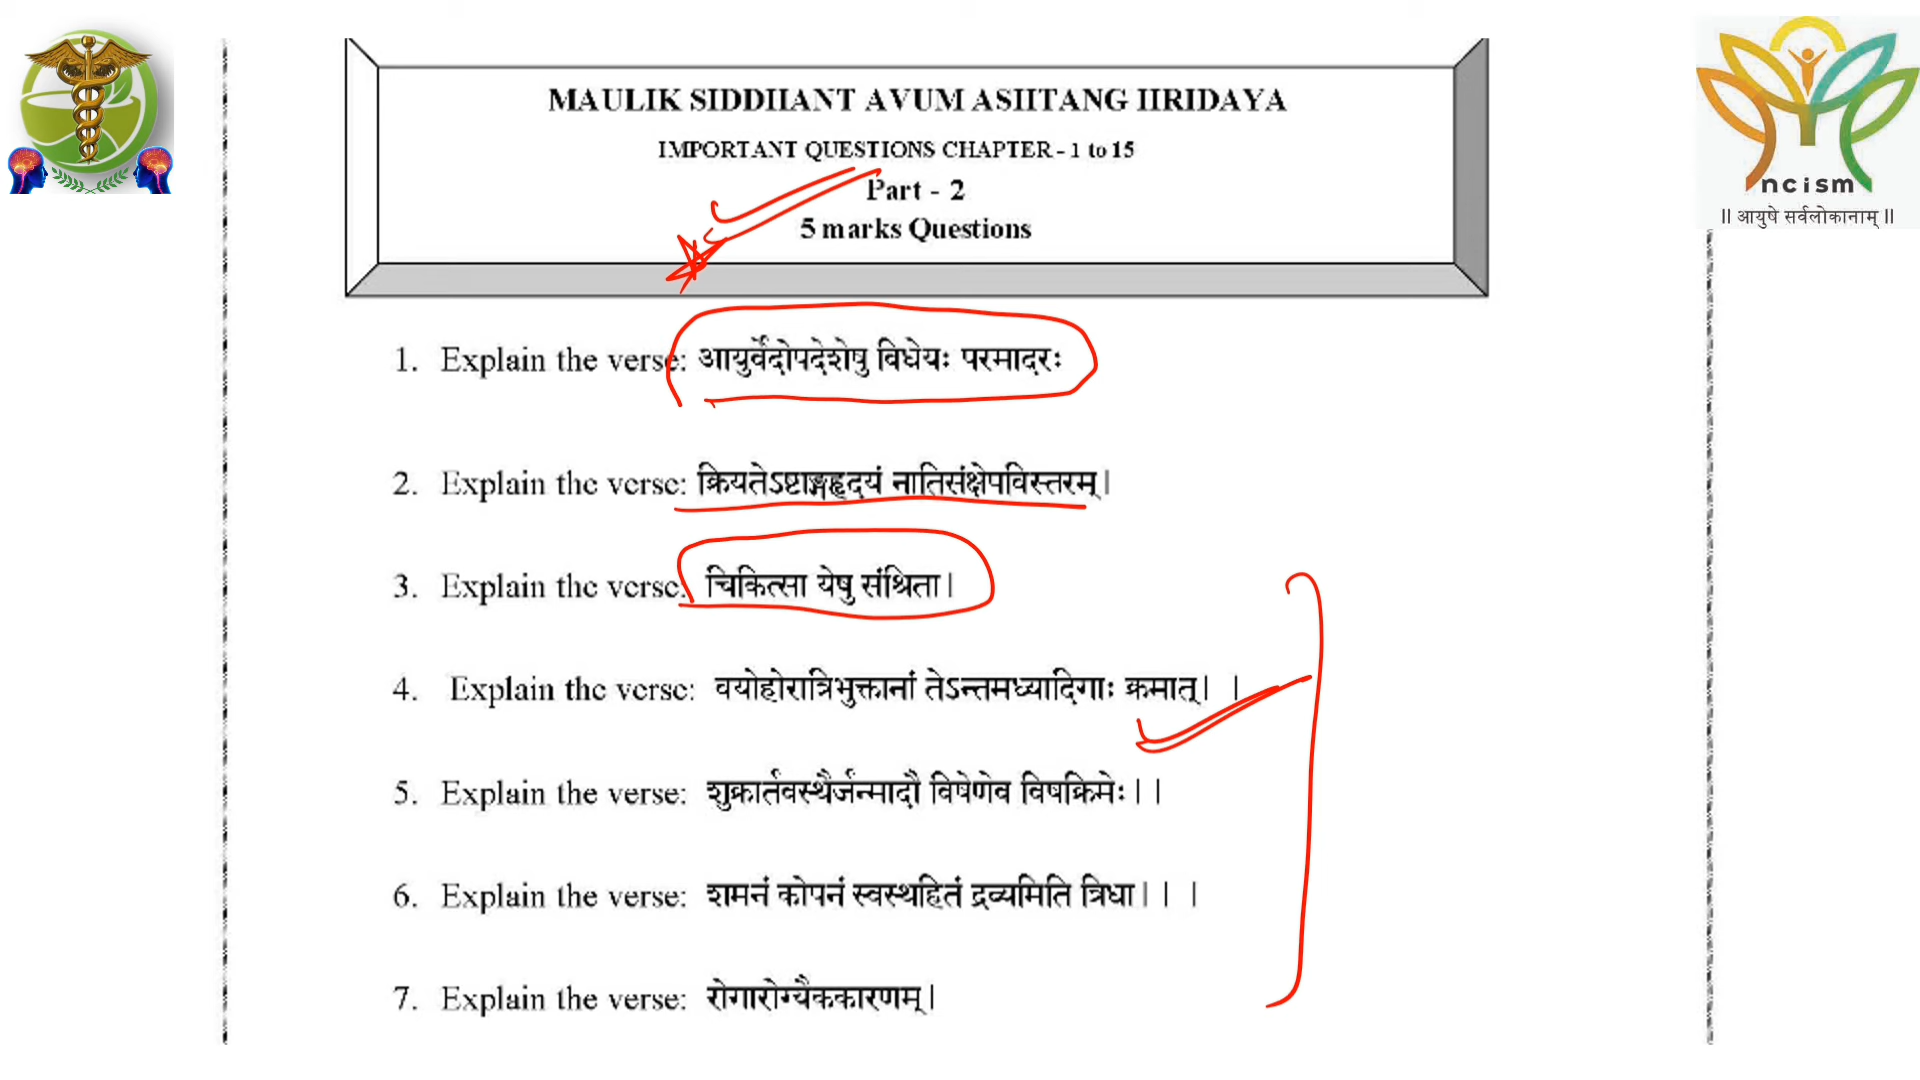 MAULIK SIDDHANT AVUM ASHTANG HRIDAYA
IMPORTANT QUESTIONS CHAPTER - 1 to 15
Part - 2
5 marks Questions
1. Explain the verse: आयुर्वेदोपदेशेषु विधेयः परमादरः
2. Explain the verse: क्रियतेऽष्टाङ्गहृदयं नातिसंक्षेपविस्तरम्।
3. Explain the verse: चिकित्सा येषु संश्रिता।
4. Explain the verse: वयोहोरात्रिभुक्तानां तेऽन्तमध्यादिगाः क्रमात्। ।
5. Explain the verse: शुक्रार्तवस्थैर्जन्मादौ विषेणेव विषक्रिमेः।।
6. Explain the verse: शमनं कोपनं स्वस्थहितं द्रव्यमिति त्रिधा।। ।
7. Explain the verse: रोगारोग्यैककारणम्।
ncism
|| आयुषे सर्वलोकानाम् ||